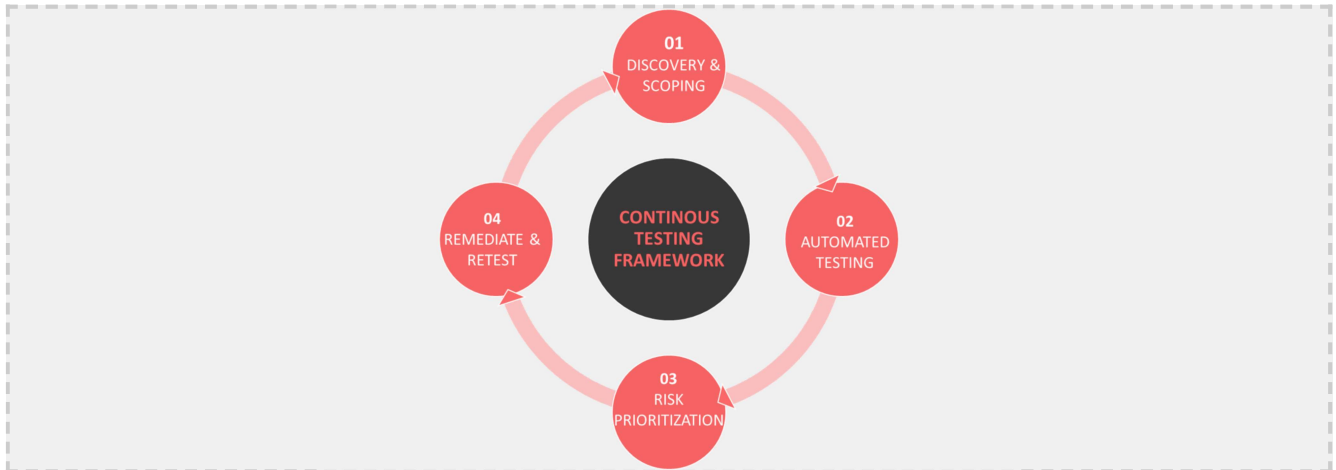 01
DISCOVERY &
SCOPING
02
AUTOMATED
TESTING
03
RISK
PRIORITIZATION
04
REMEDIATE &
RETEST
CONTINOUS
TESTING
FRAMEWORK